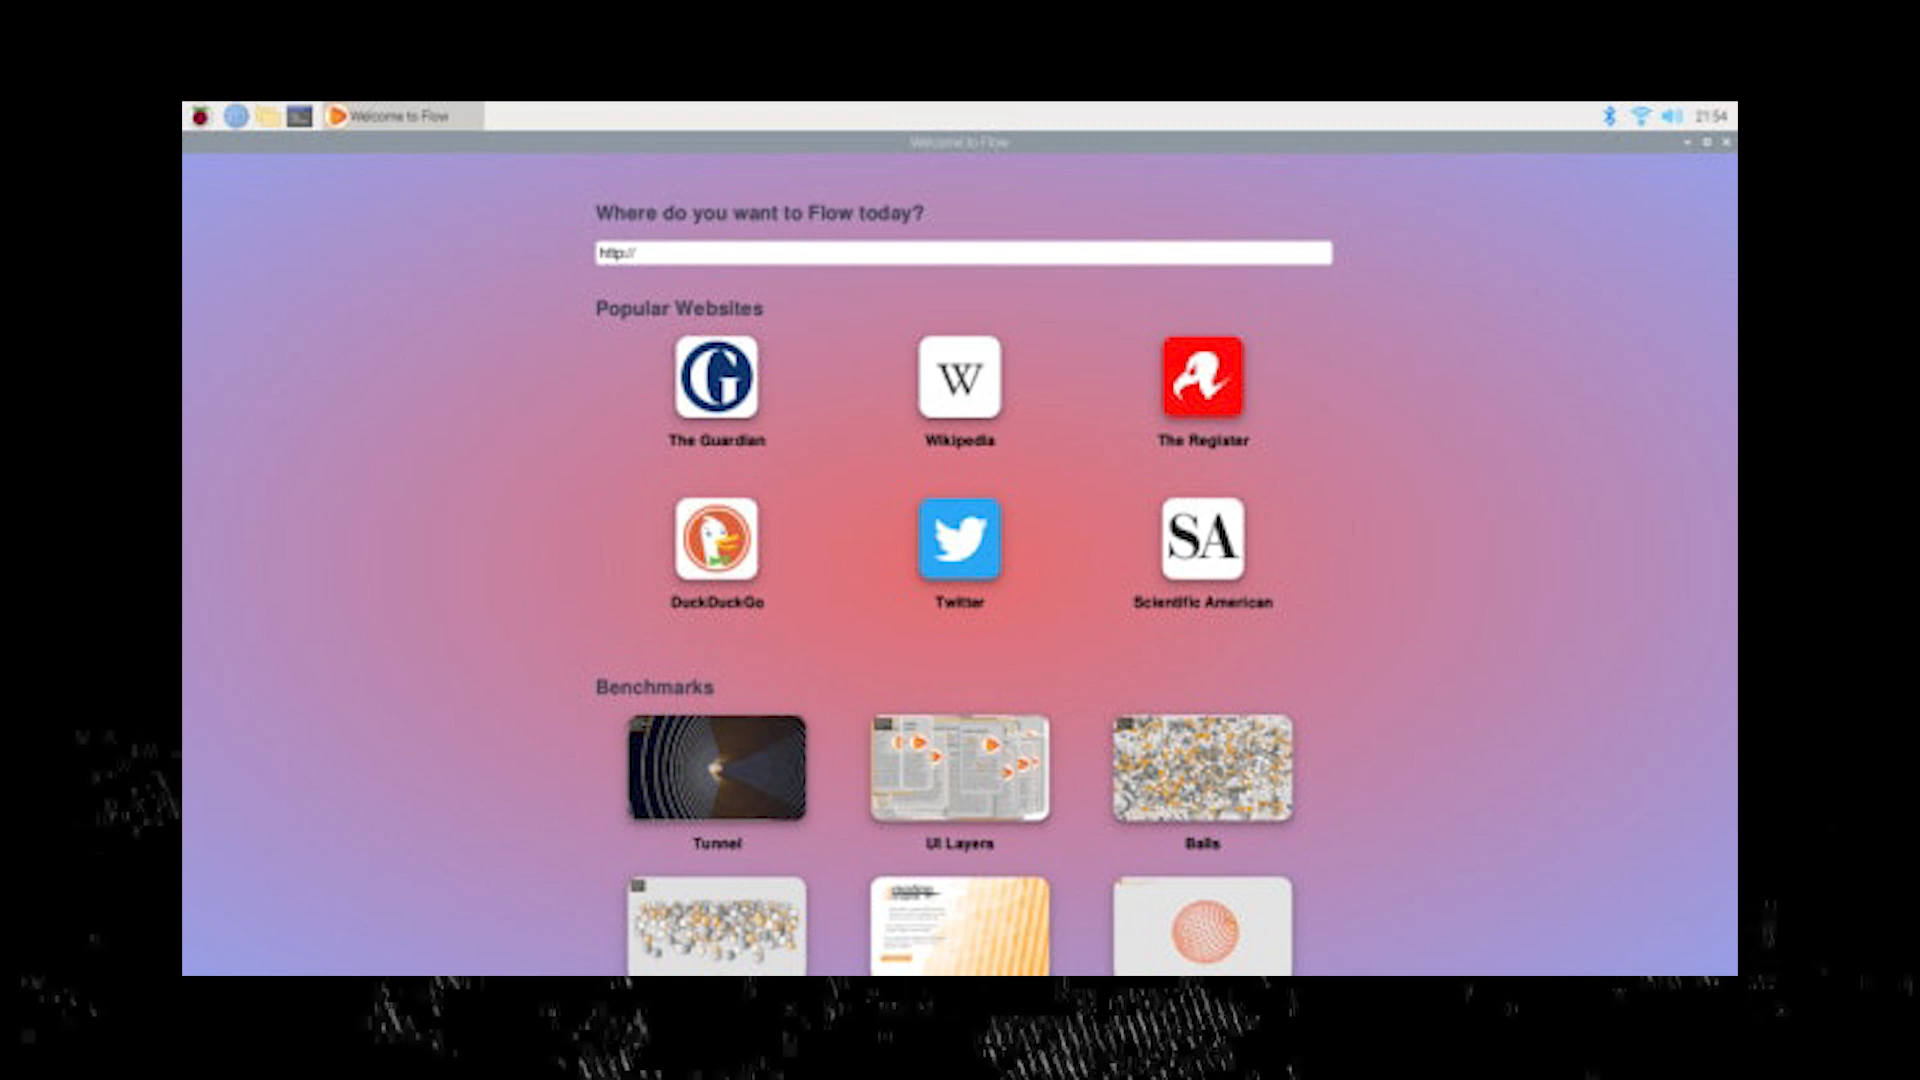 Welcome to Flow
21:54
Welcome to Flow
Where do you want to Flow today?
http://
Popular Websites
G
W
The Guardian
Wikipedia
The Register
SA
DuckDuckGo
Twitter
Scientific American
Benchmarks
Tunnel
UI Layers
Balls